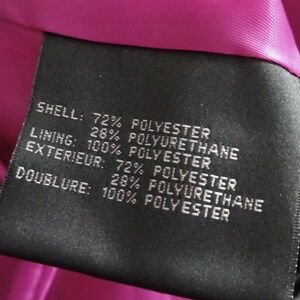 SHELL: 72% POLYESTER
28% POLYURETHANE
LINING: 100% POLYESTER
EXTERIEUR: 72% POLYESTER
28% POLYURETHANE
DOUBLURE: 100% POLYESTER